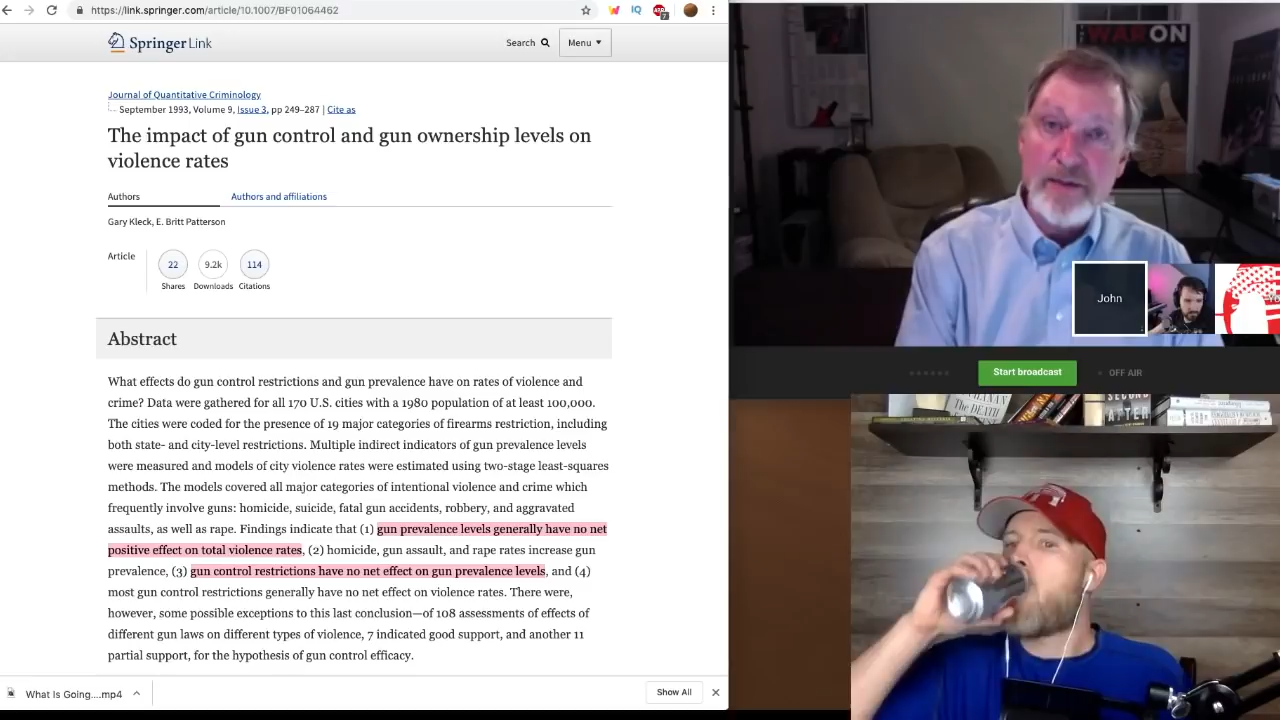 https://link.springer.com/article/10.1007/BF01064462
7
Springer Link
Search
Menu
Journal of Quantitative Criminology
September 1993, Volume 9, Issue 3, pp 249–287 | Cite as
The impact of gun control and gun ownership levels on
violence rates
Authors
Authors and affiliations
Gary Kleck, E. Britt Patterson
Article
22
9.2k
114
Shares
Downloads
Citations
Abstract
What effects do gun control restrictions and gun prevalence have on rates of violence and
crime? Data were gathered for all 170 U.S. cities with a 1980 population of at least 100,000.
The cities were coded for the presence of 19 major categories of firearms restriction, including
both state- and city-level restrictions. Multiple indirect indicators of gun prevalence levels
were measured and models of city violence rates were estimated using two-stage least-squares
methods. The models covered all major categories of intentional violence and crime which
frequently involve guns: homicide, suicide, fatal gun accidents, robbery, and aggravated
assaults, as well as rape. Findings indicate that (1) gun prevalence levels generally have no net
positive effect on total violence rates, (2) homicide, gun assault, and rape rates increase gun
prevalence, (3) gun control restrictions have no net effect on gun prevalence levels, and (4)
most gun control restrictions generally have no net effect on violence rates. There were,
however, some possible exceptions to this last conclusion—of 108 assessments of effects of
different gun laws on different types of violence, 7 indicated good support, and another 11
partial support, for the hypothesis of gun control efficacy.
What Is Going....mp4
Show All
WAR ON
John
Start broadcast
OFF AIR
The DEATH
SECOND
AFTER